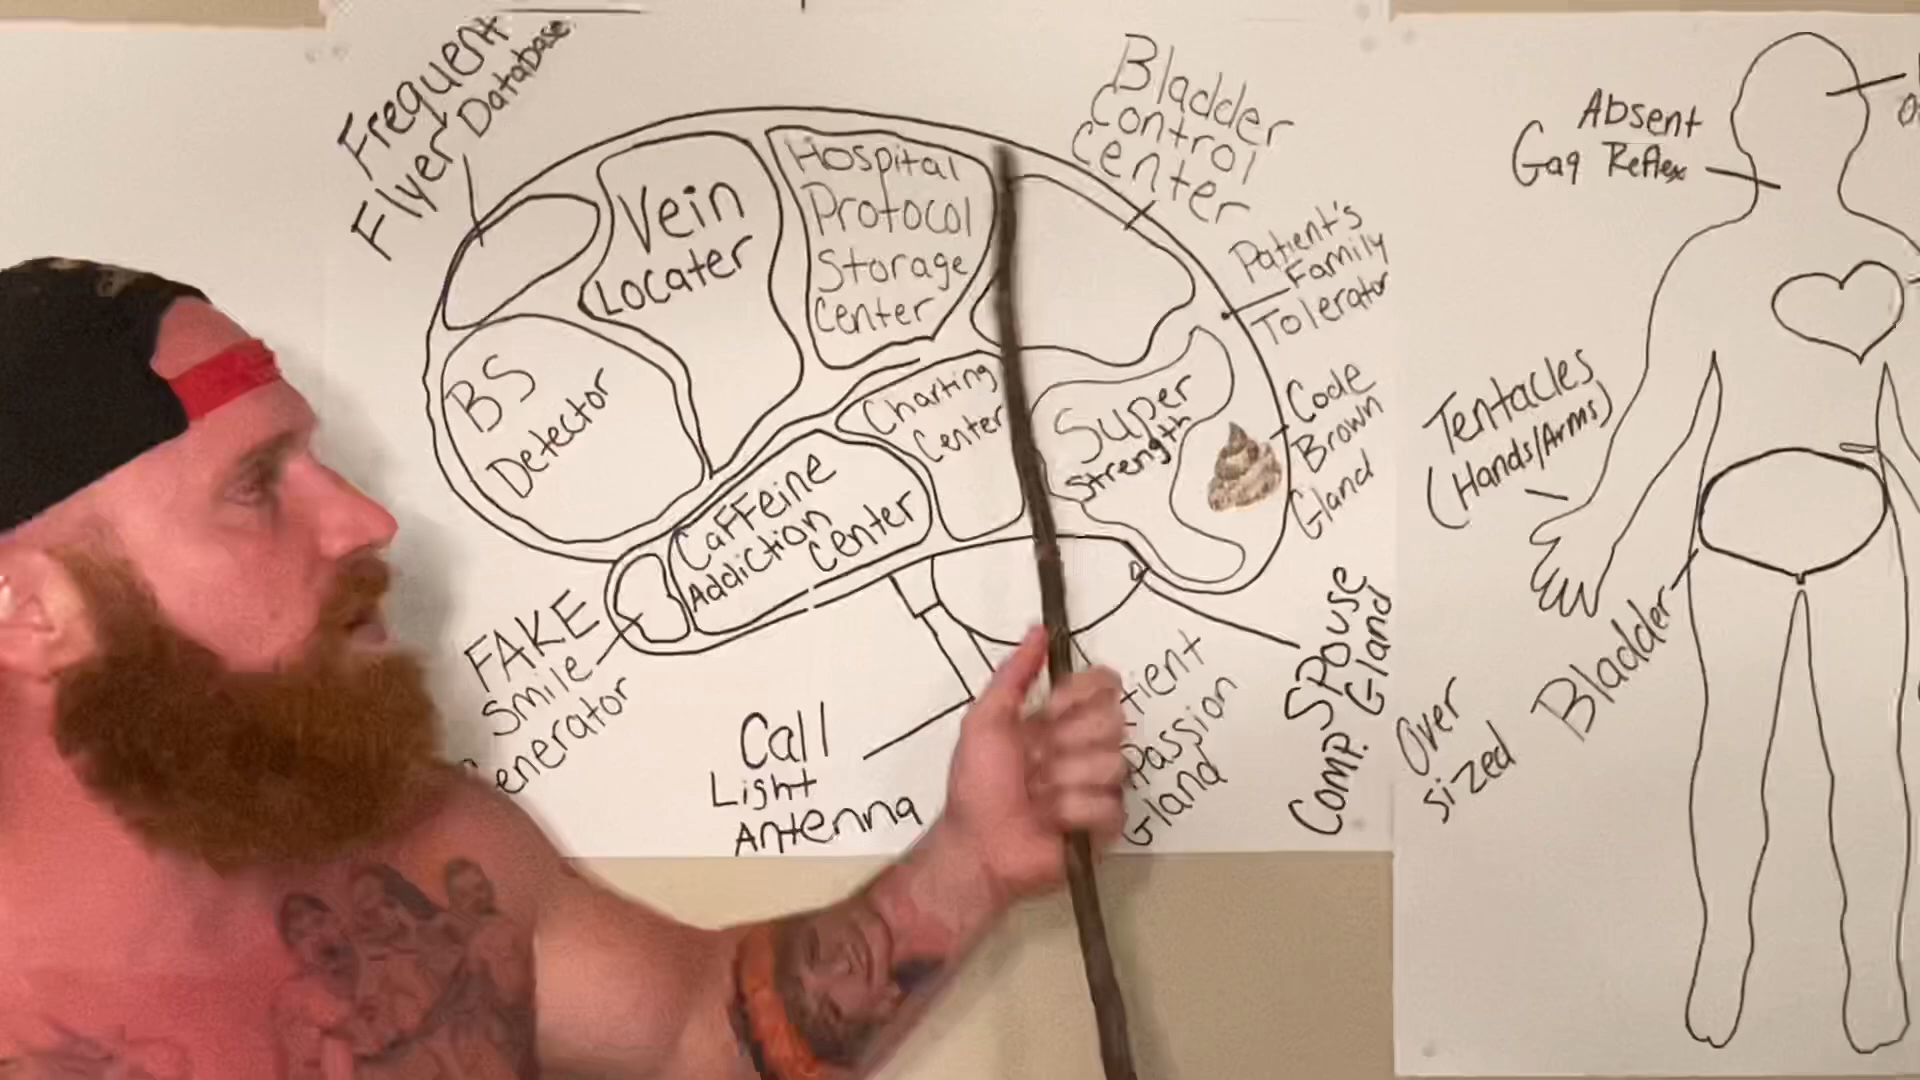 Frequent
Flyer Database
Vein
Locater
Hospital
Protocol
Storage
Center
Bladder
Control
Center
Patient's
Family
Tolerator
BS
Detector
Charting
Center
Super
Strength
Code
Brown
Gland
Caffeine
Addiction
Center
FAKE
Smile
enerator
Call
Light
Antenna
tient
passion
Gland
Spouse
Comp. Gland
Absent
Gag Reflex
Tentacles
(Hands/Arms)
Over
sized
Bladder